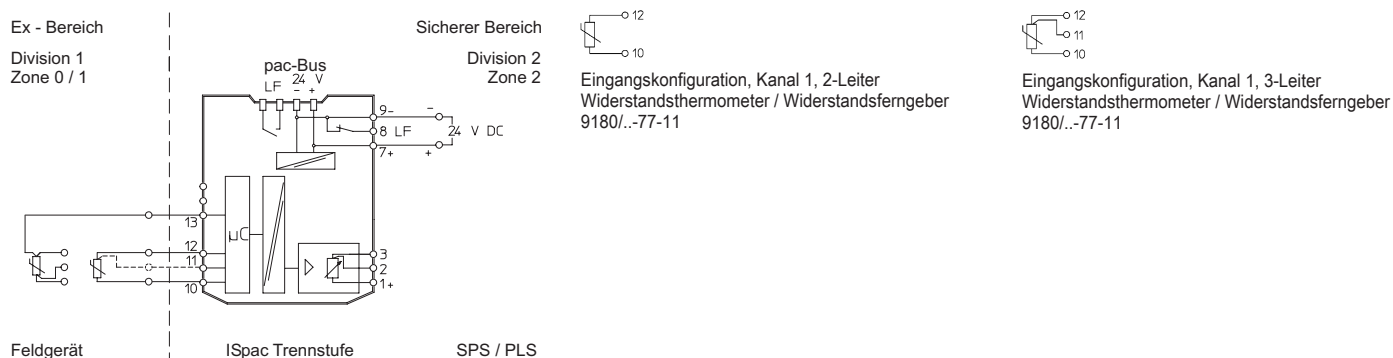 Ex - Bereich
Sicherer Bereich
Division 1
Zone 0 / 1
Division 2
Zone 2
pac-Bus
LF 24 V
- +
9-
8 LF
7+
-
24 V DC
+
13
12
11
10
µC
3
2
1+
Feldgerät
ISpac Trennstufe
SPS / PLS
12
10
Eingangskonfiguration, Kanal 1, 2-Leiter
Widerstandsthermometer / Widerstandsferngeber
9180/..-77-11
12
11
10
Eingangskonfiguration, Kanal 1, 3-Leiter
Widerstandsthermometer / Widerstandsferngeber
9180/..-77-11